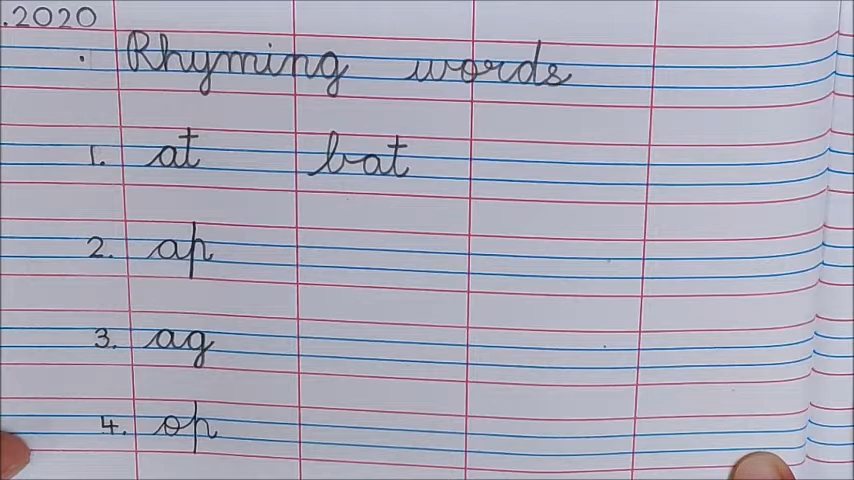 .2020
Rhyming words
1. at bat
2. ap
3. ag
4. op